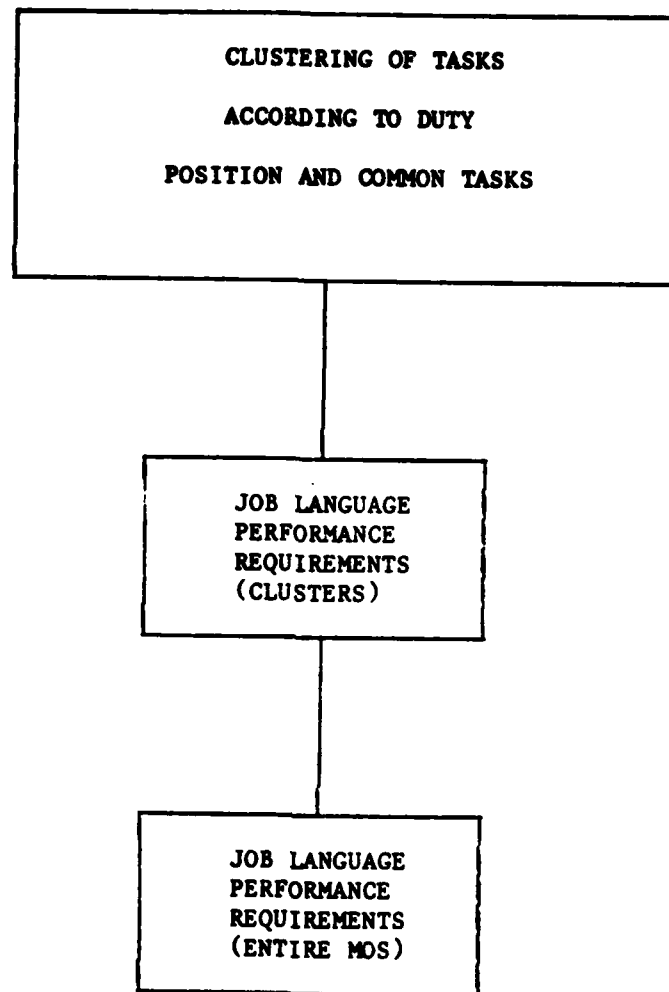 CLUSTERING OF TASKS
ACCORDING TO DUTY
POSITION AND COMMON TASKS
JOB LANGUAGE
PERFORMANCE
REQUIREMENTS
(CLUSTERS)
JOB LANGUAGE
PERFORMANCE
REQUIREMENTS
(ENTIRE MOS)